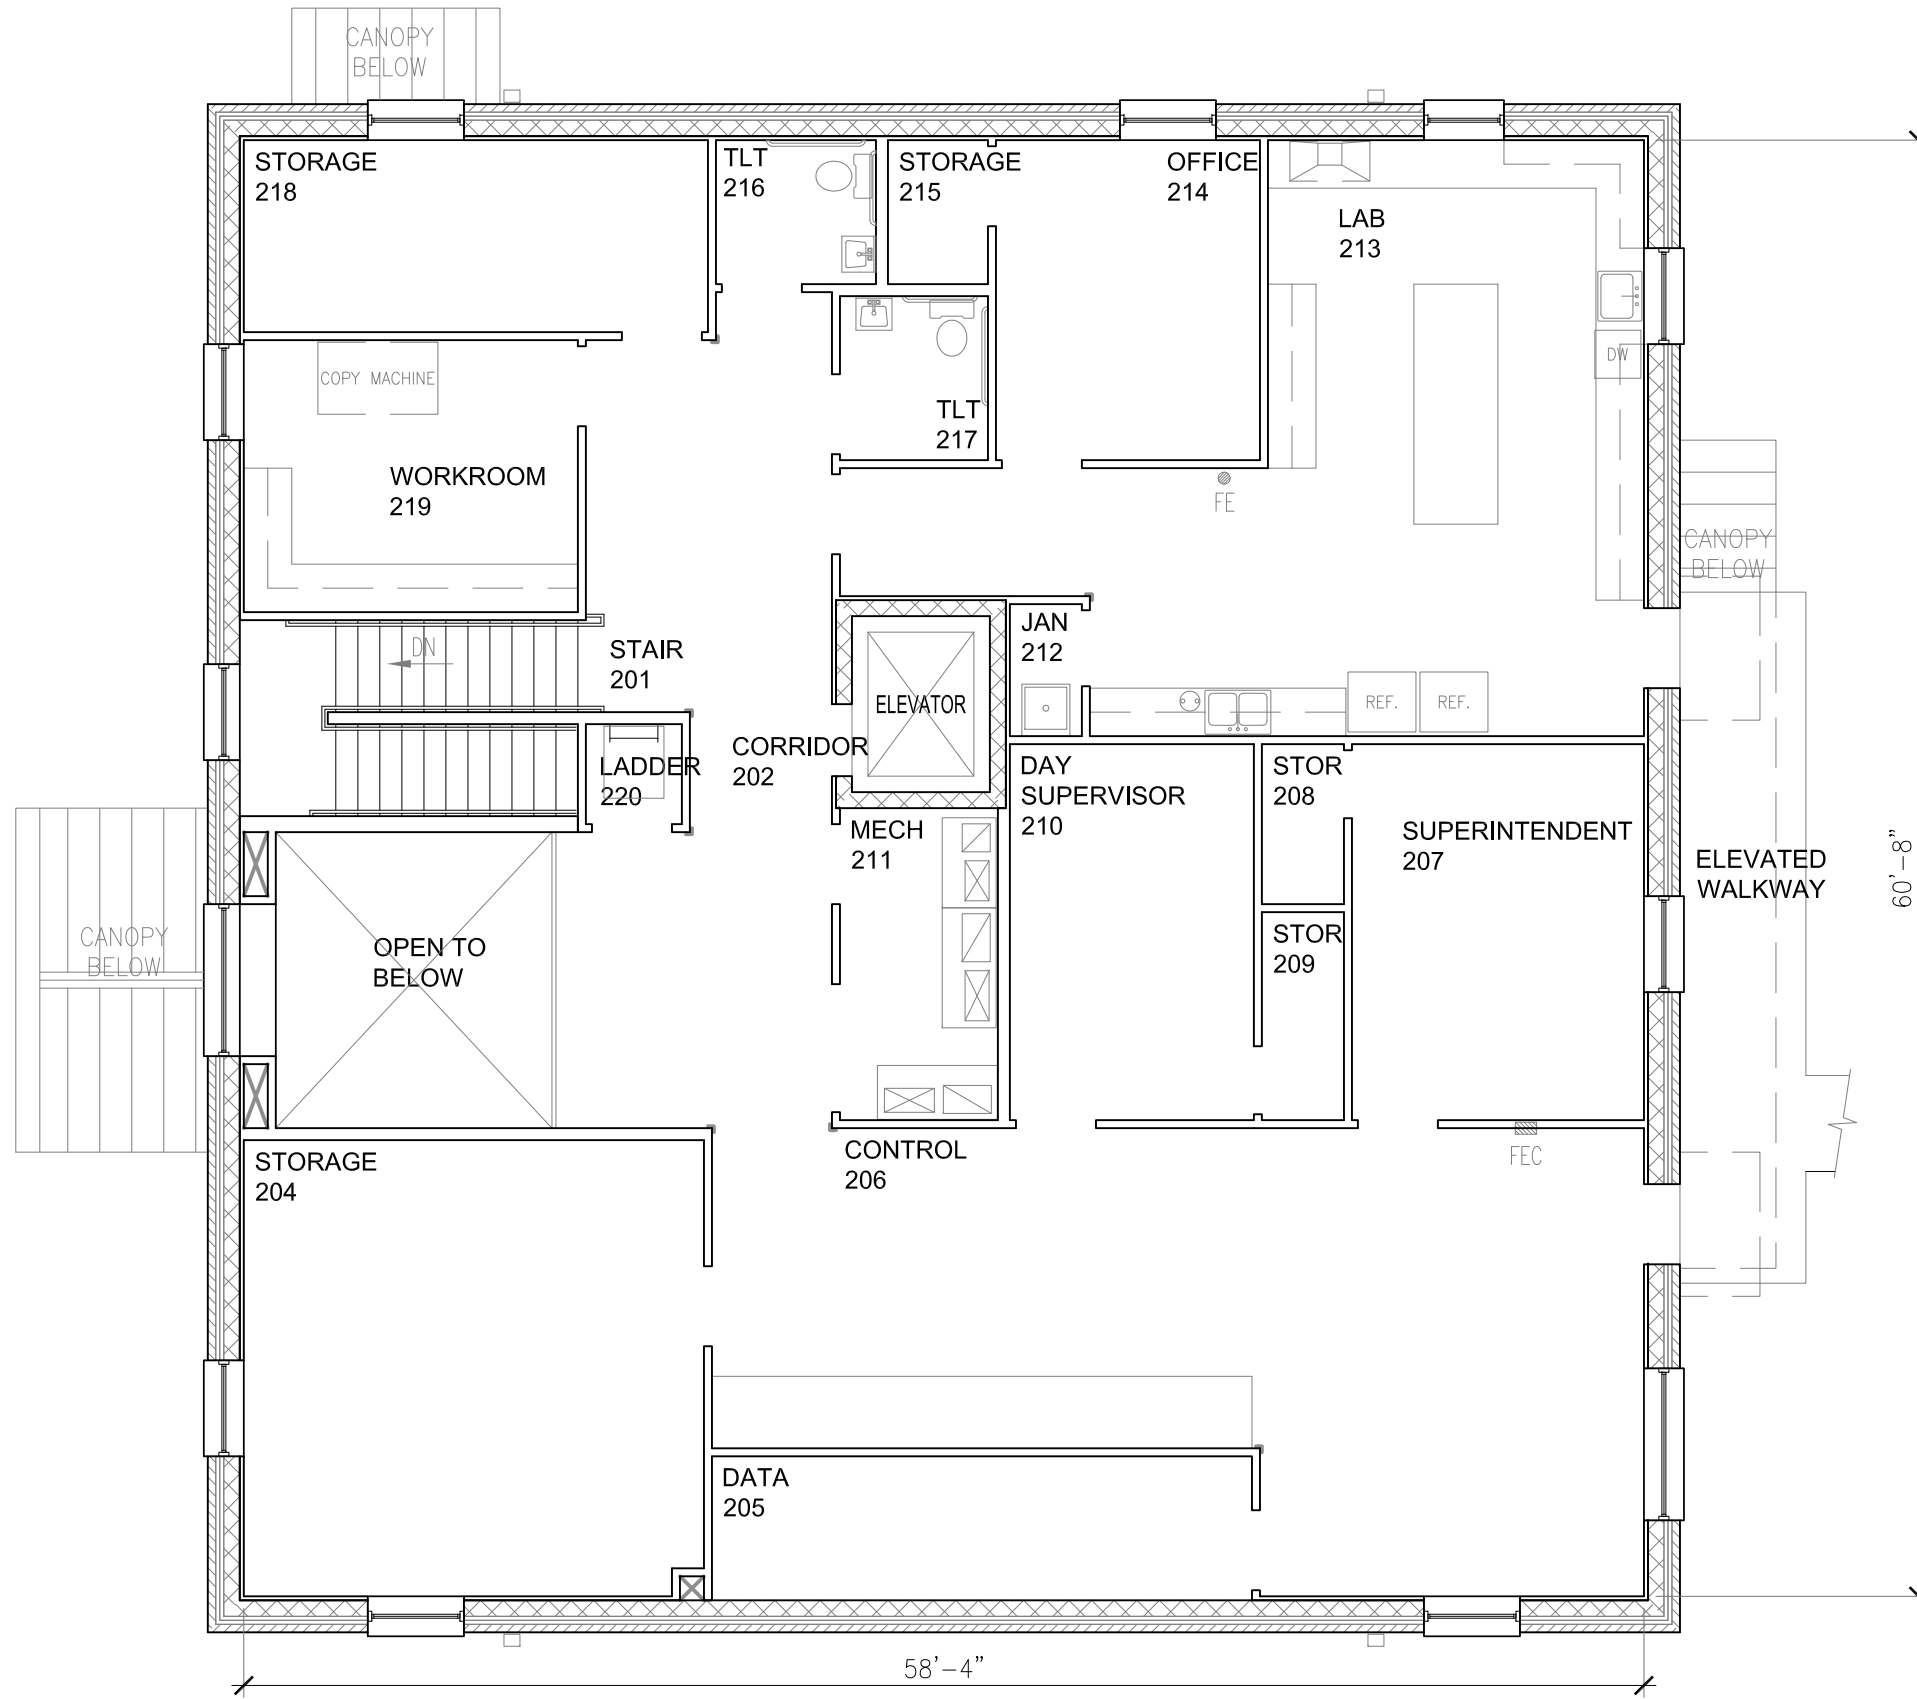 CANOPY
BELOW
STORAGE
218
TLT
216
STORAGE
215
OFFICE
214
LAB
213
COPY MACHINE
DW
TLT
217
WORKROOM
219
FE
CANOPY
BELOW
DN
STAIR
201
JAN
212
ELEVATOR
REF.
REF.
CORRIDOR
202
LADDER
220
DAY
SUPERVISOR
210
STOR
208
MECH
211
SUPERINTENDENT
207
ELEVATED
WALKWAY
60'-8"
CANOPY
BELOW
OPEN TO
BELOW
STOR
209
STORAGE
204
CONTROL
206
FEC
DATA
205
58'-4"